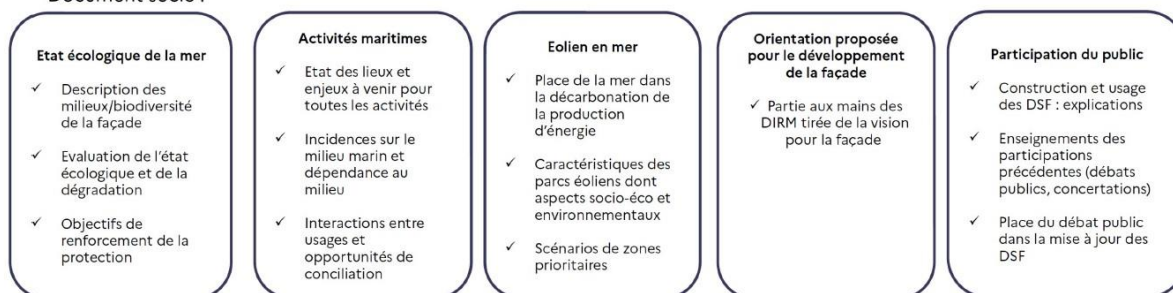 Document socle :
Etat écologique de la mer
✓ Description des
milieux/biodiversité
de la façade
✓ Evaluation de l'état
écologique et de la
dégradation
✓ Objectifs de
renforcement de la
protection
Activités maritimes
✓ Etat des lieux et
enjeux à venir pour
toutes les activités
✓ Incidences sur le
milieu marin et
dépendance au
milieu
✓ Interactions entre
usages et
opportunités de
conciliation
Eolien en mer
✓ Place de la mer dans
la décarbonation de
la production
d'énergie
✓ Caractéristiques des
parcs éoliens dont
aspects socio-éco et
environnementaux
✓ Scénarios de zones
prioritaires
Orientation proposée
pour le développement
de la façade
✓ Partie aux mains des
DIRM tirée de la vision
pour la façade
Participation du public
✓ Construction et usage
des DSF : explications
✓ Enseignements des
participations
précédentes (débats
publics, concertations)
✓ Place du débat public
dans la mise à jour des
DSF